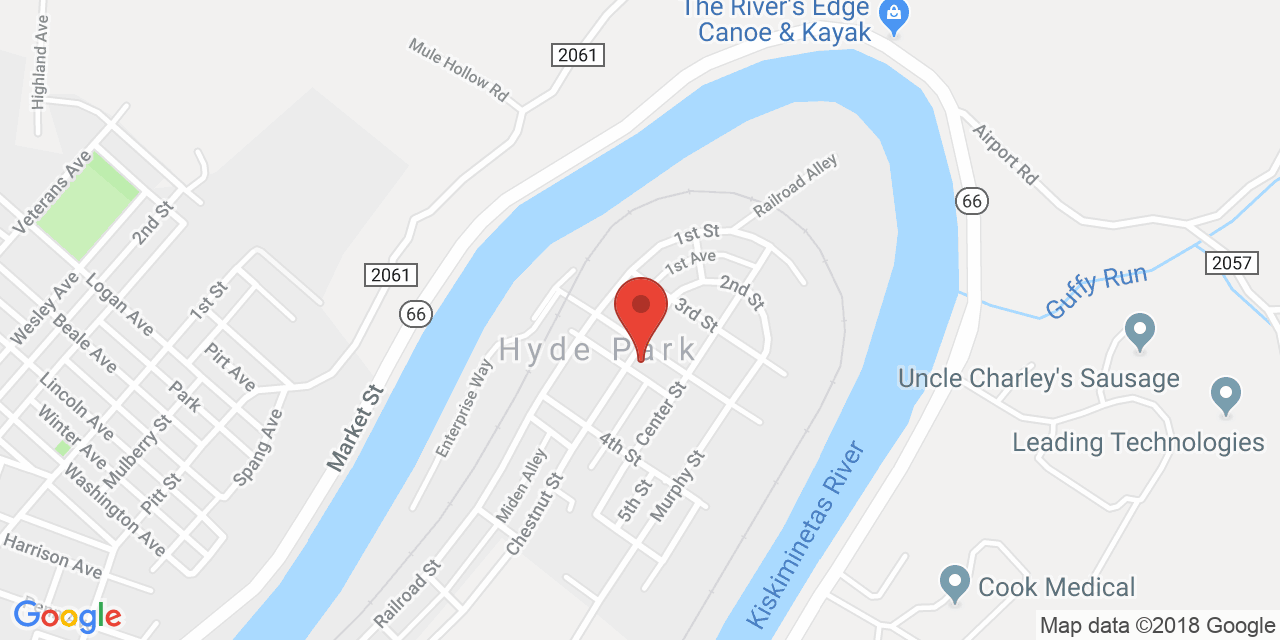 The River's Edge
Canoe & Kayak
Highland Ave
2061
Mule Hollow Rd
Airport Rd
Veterans Ave
2nd St
Railroad Alley
66
1st St
1st Ave
2057
2061
Guffy Run
Wesley Ave
Logan Ave
1st St
2nd St
66
3rd St
Beale Ave
Hyde Park
Pirt Ave
Uncle Charley's Sausage
Lincoln Ave
Park
Enterprise Way
Market St
Center St
Winter Ave
Mulberry St
Spang Ave
4th St
Leading Technologies
Washington Ave
Pitt St
Miden Alley
Chestnut St
5th St
Murphy St
Kiskiminetas River
Harrison Ave
Railroad St
Cook Medical
Google
Map data ©2018 Google